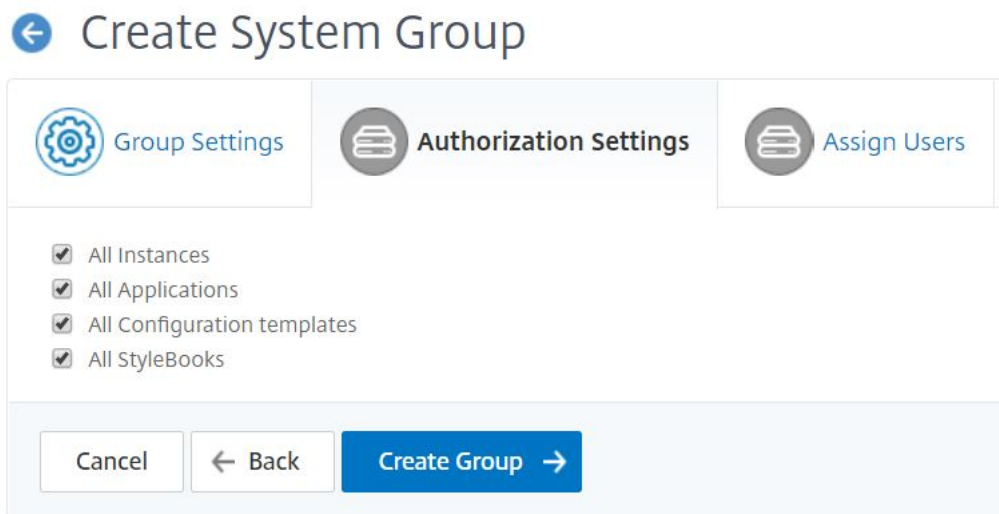 Create System Group
Group Settings
Authorization Settings
Assign Users
All Instances
All Applications
All Configuration templates
All StyleBooks
Cancel
Back
Create Group